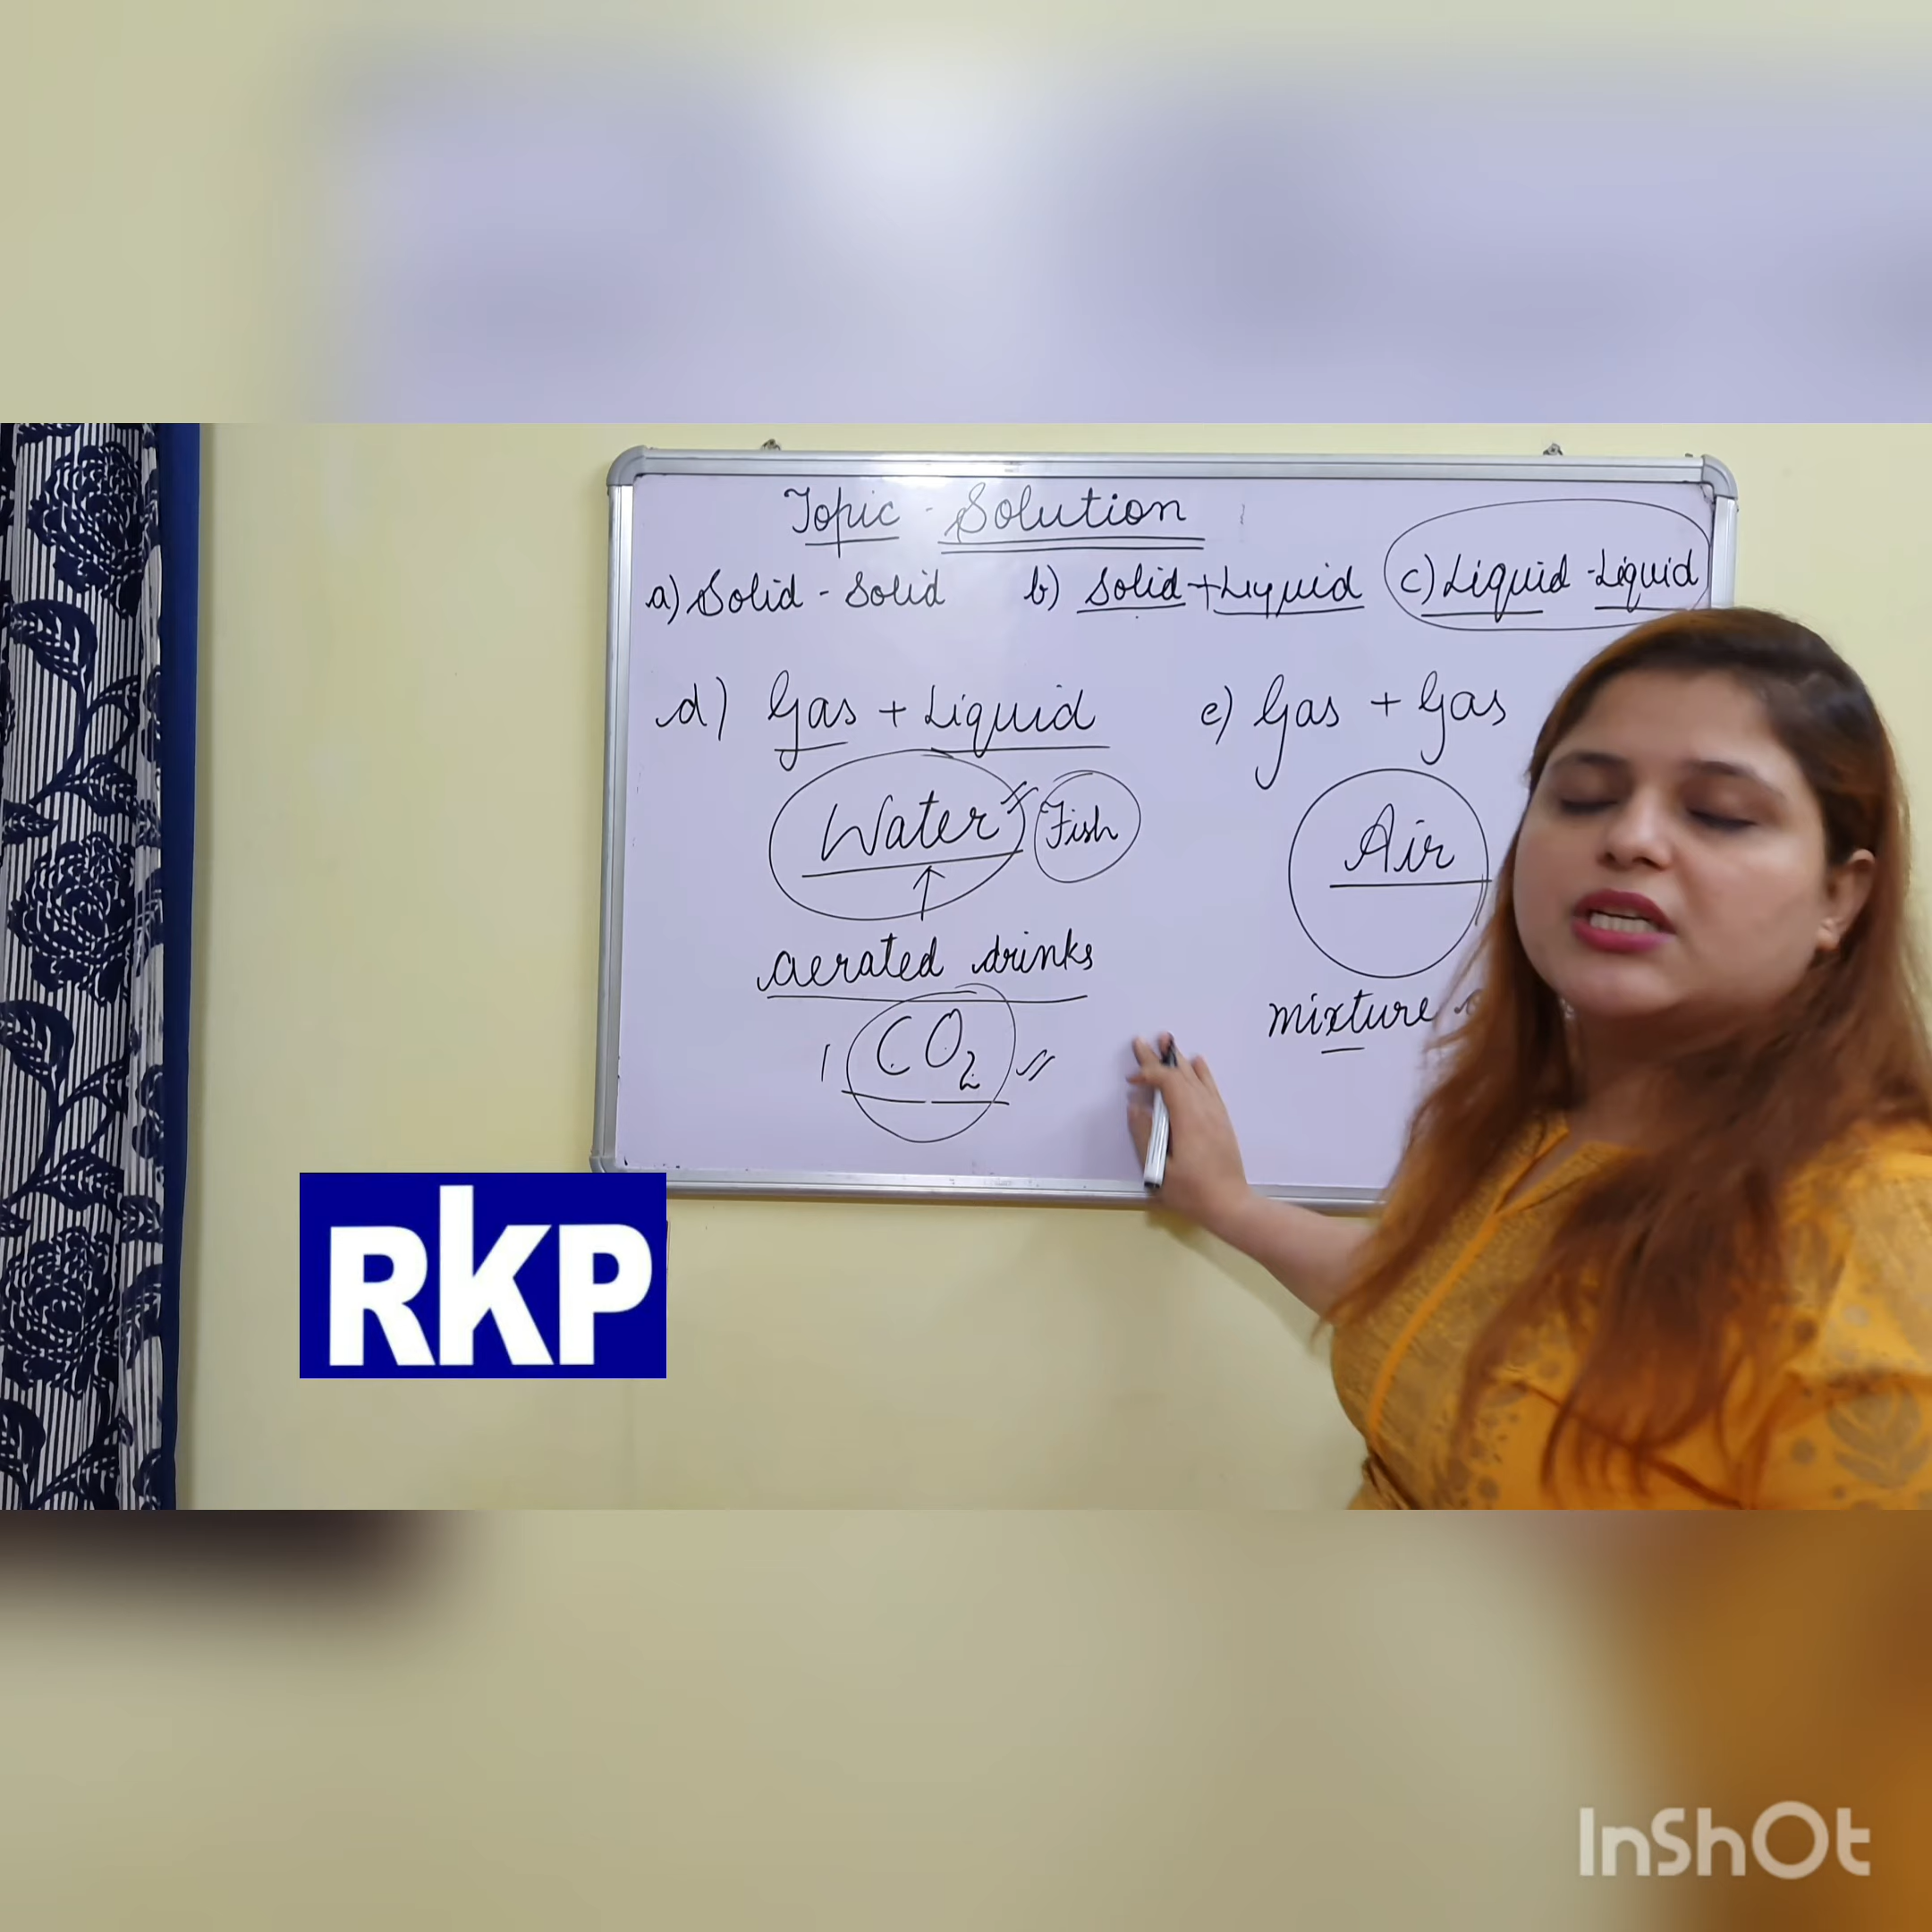 Topic - Solution
a) Solid - Solid b) Solid + Liquid c) Liquid - Liquid
d) Gas + Liquid e) Gas + Gas
Water Fish Air
aerated drinks
mixture
CO2
RKP
InShOt